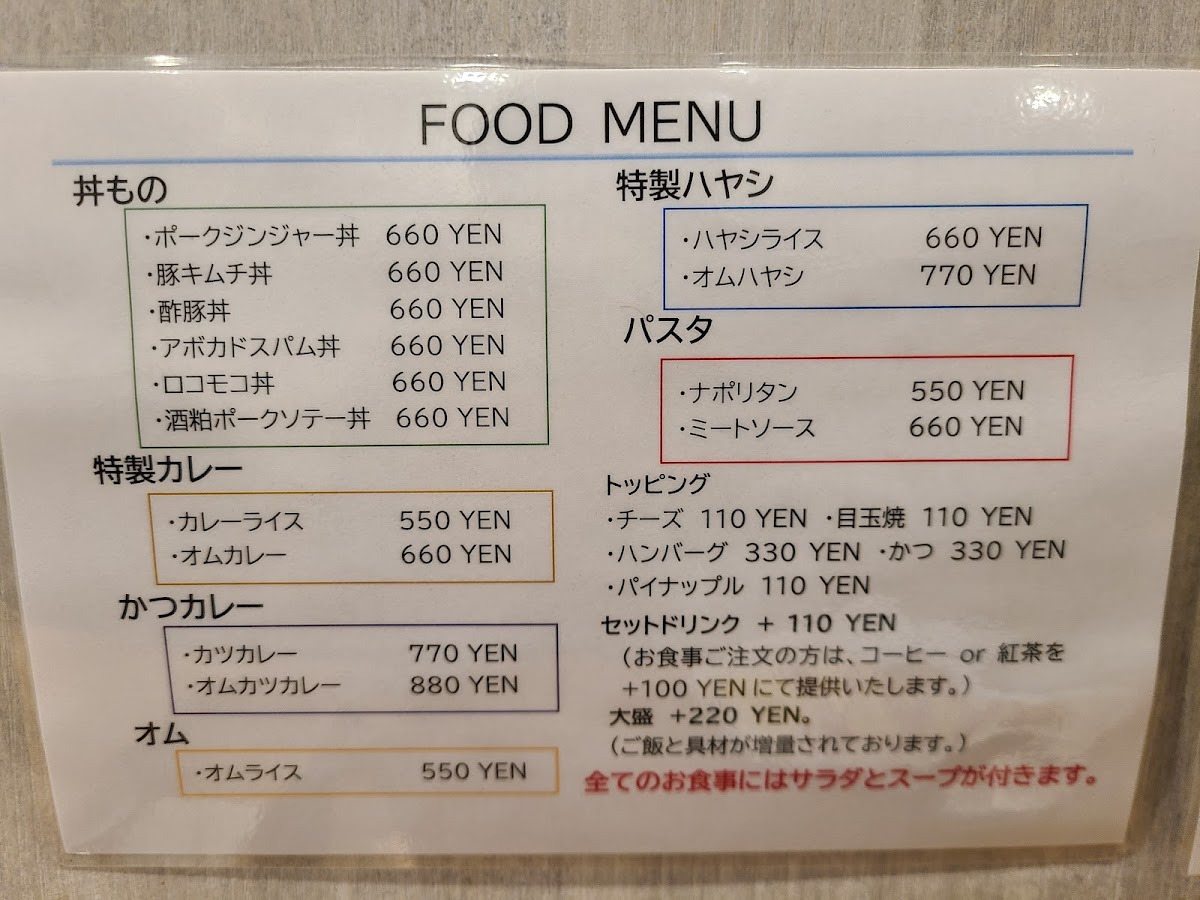 FOOD MENU
丼もの
・ポークジンジャー丼 660 YEN
・豚キムチ丼 660 YEN
・酢豚丼 660 YEN
・アボカドスパム丼 660 YEN
・ロコモコ丼 660 YEN
・酒粕ポークソテー丼 660 YEN
特製カレー
・カレーライス 550 YEN
・オムカレー 660 YEN
かつカレー
・カツカレー 770 YEN
・オムカツカレー 880 YEN
オム
・オムライス 550 YEN
特製ハヤシ
・ハヤシライス 660 YEN
・オムハヤシ 770 YEN
パスタ
・ナポリタン 550 YEN
・ミートソース 660 YEN
トッピング
・チーズ 110 YEN ・目玉焼 110 YEN
・ハンバーグ 330 YEN ・かつ 330 YEN
・パイナップル 110 YEN
セットドリンク + 110 YEN
（お食事ご注文の方は、コーヒー or 紅茶を
+100 YENにて提供いたします。）
大盛 +220 YEN。
（ご飯と具材が増量されております。）
全てのお食事にはサラダとスープが付きます。